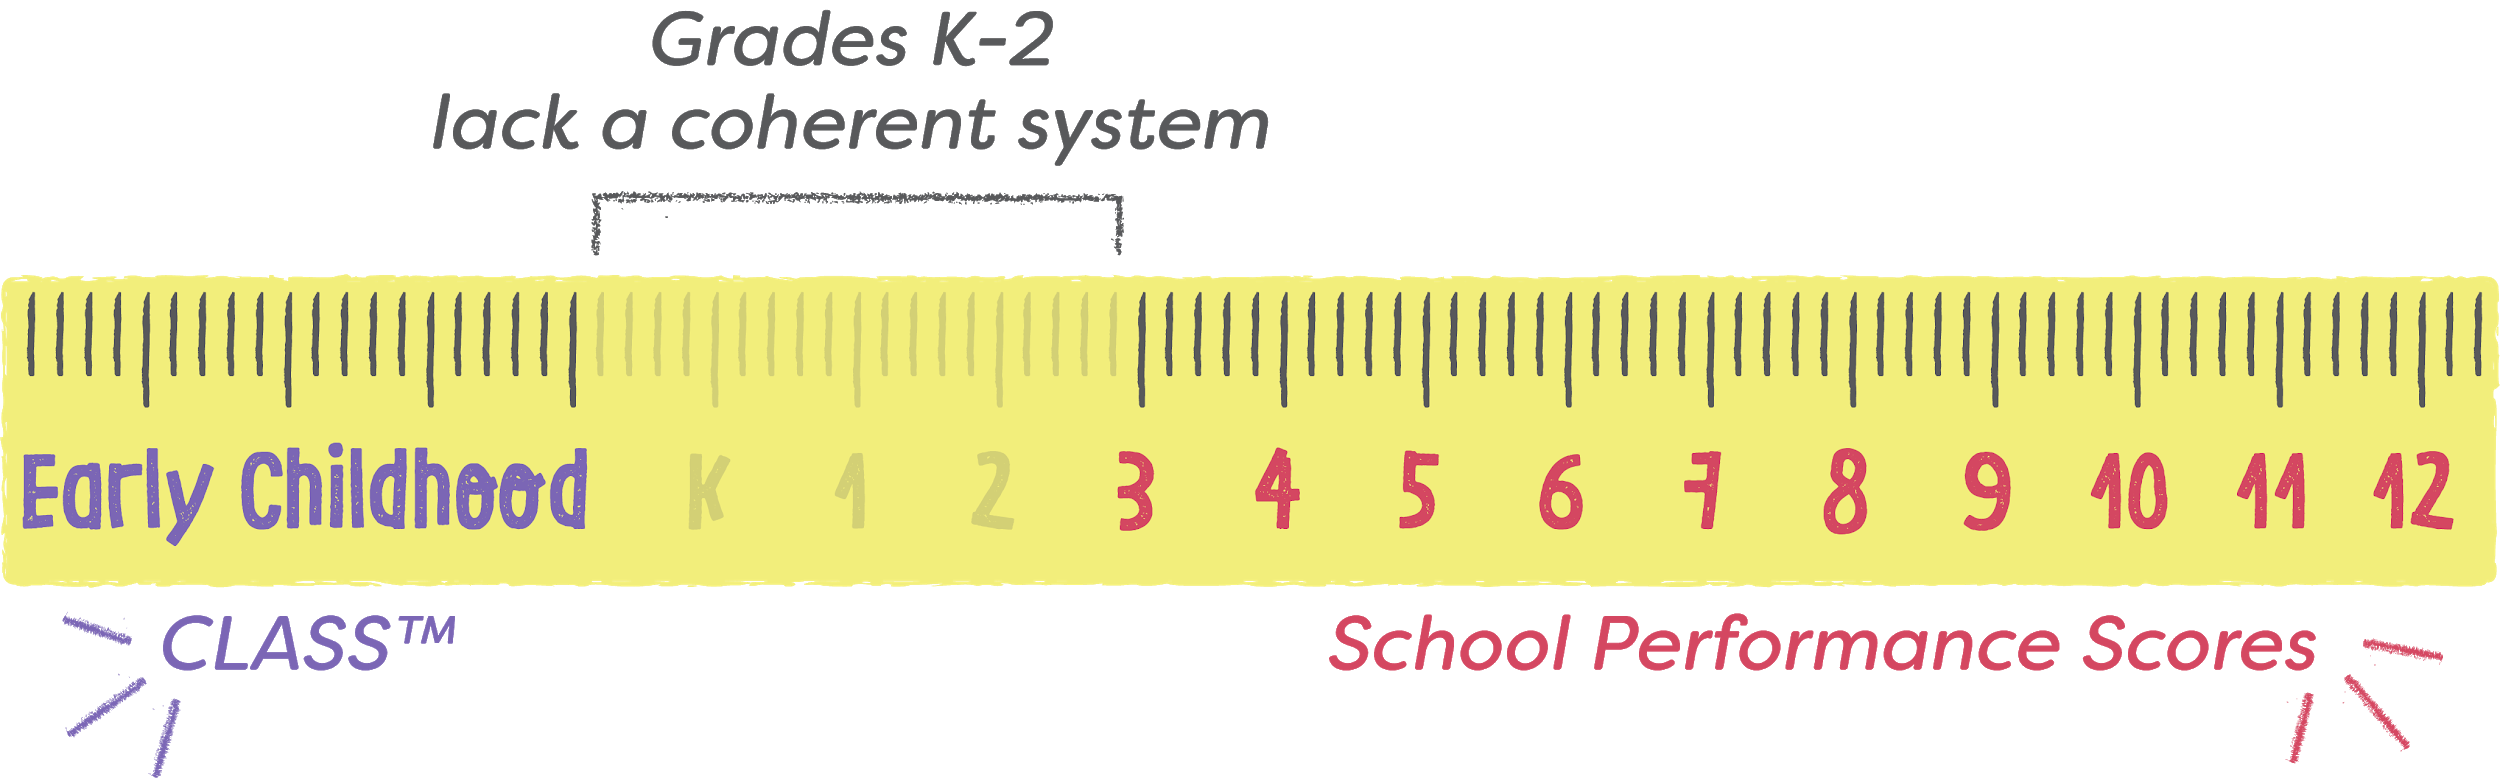 Grades K–2
lack a coherent system
Early Childhood K 1 2 3 4 5 6 7 8 9 10 11 12
CLASS™ School Performance Scores